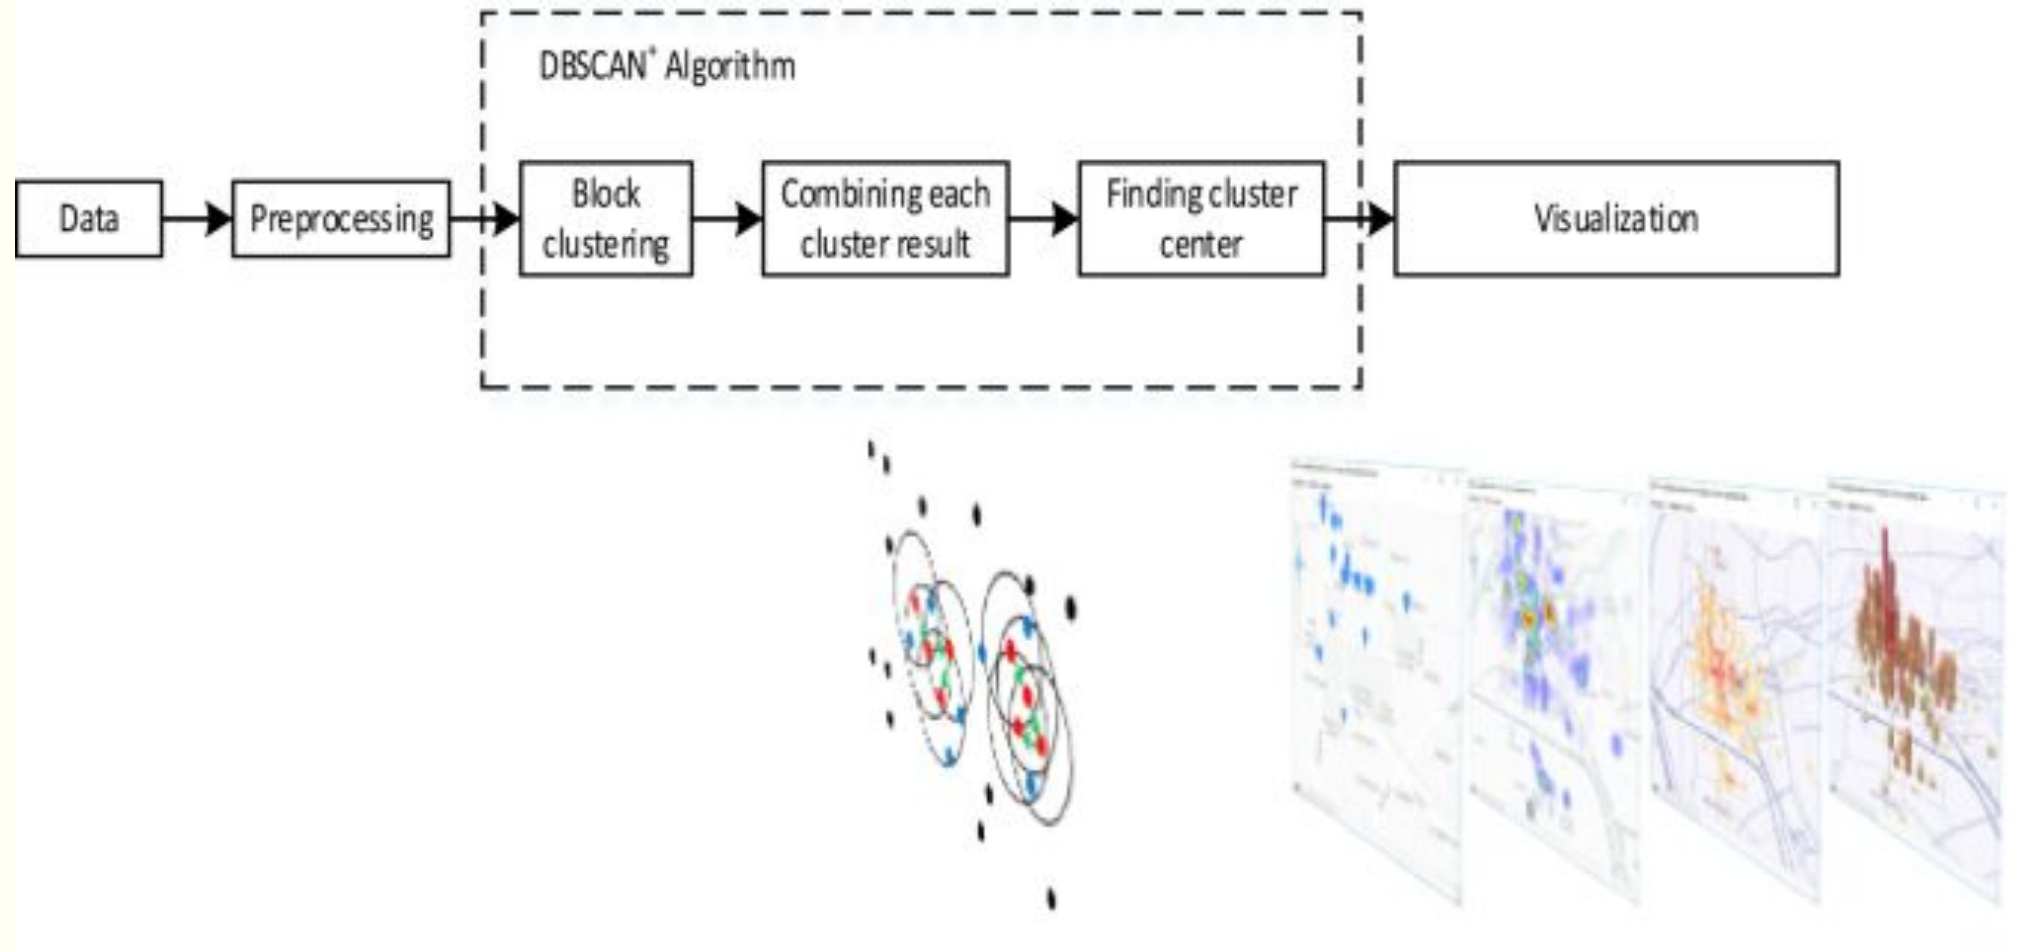 DBSCAN⁺ Algorithm
Data
Preprocessing
Block
clustering
Combining each
cluster result
Finding cluster
center
Visualization